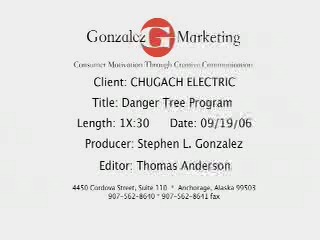 Gonzalez G Marketing
Consumer Motivation Through Creative Communication
Client: CHUGACH ELECTRIC
Title: Danger Tree Program
Length: 1X:30 Date: 09/19/06
Producer: Stephen L. Gonzalez
Editor: Thomas Anderson
4450 Cordova Street, Suite 110 * Anchorage, Alaska 99503
907-562-8640 * 907-562-8641 fax